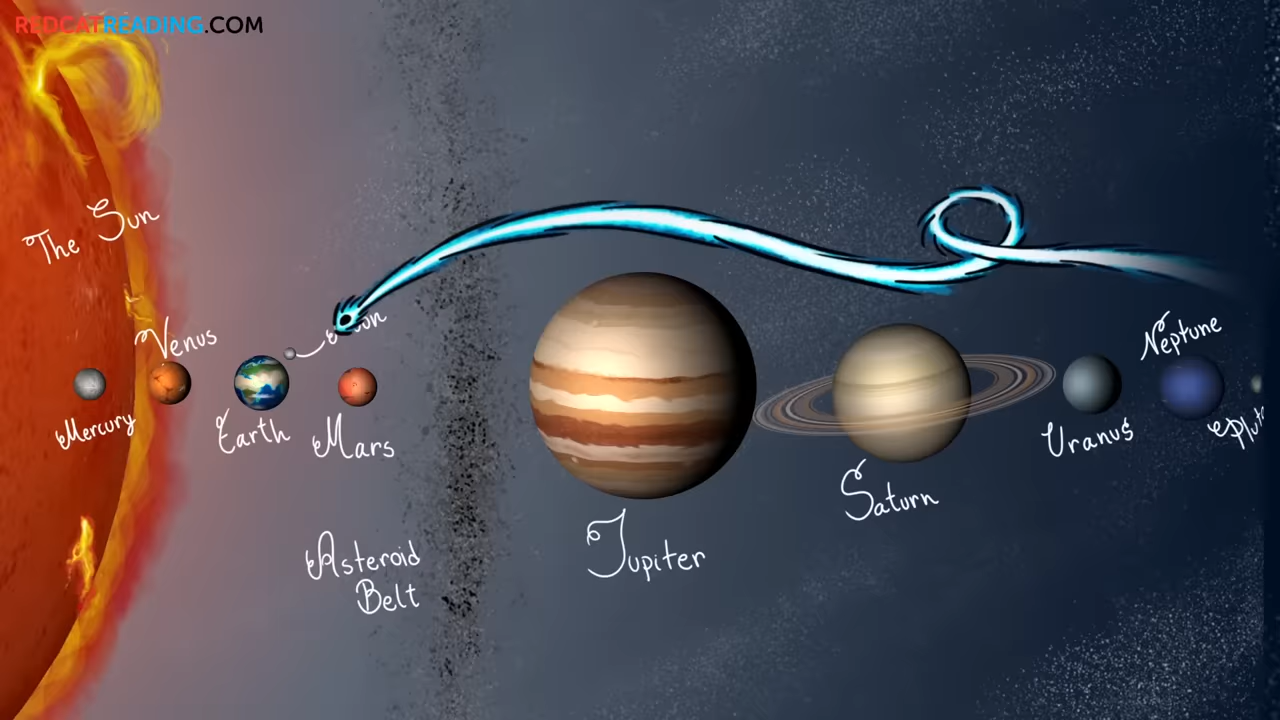 REDCATREADING.COM
The Sun
Mercury
Venus
Earth
Mars
Asteroid
Belt
Jupiter
Saturn
Uranus
Neptune